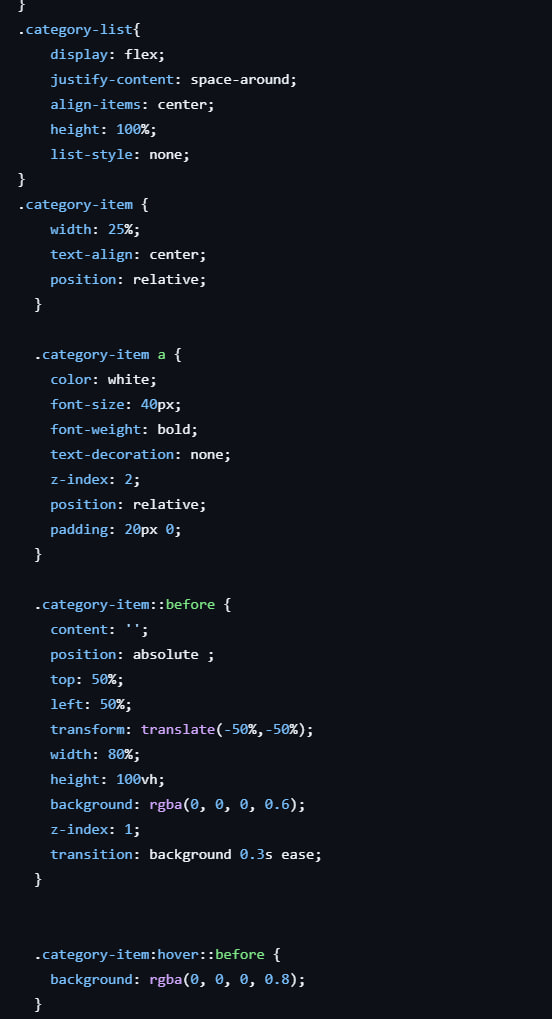 }
.category-list{
    display: flex;
    justify-content: space-around;
    align-items: center;
    height: 100%;
    list-style: none;
}
.category-item {
    width: 25%;
    text-align: center;
    position: relative;
  }

  .category-item a {
    color: white;
    font-size: 40px;
    font-weight: bold;
    text-decoration: none;
    z-index: 2;
    position: relative;
    padding: 20px 0;
  }

  .category-item::before {
    content: '';
    position: absolute ;
    top: 50%;
    left: 50%;
    transform: translate(-50%,-50%);
    width: 80%;
    height: 100vh;
    background: rgba(0, 0, 0, 0.6);
    z-index: 1;
    transition: background 0.3s ease;
  }


  .category-item:hover::before {
    background: rgba(0, 0, 0, 0.8);
  }